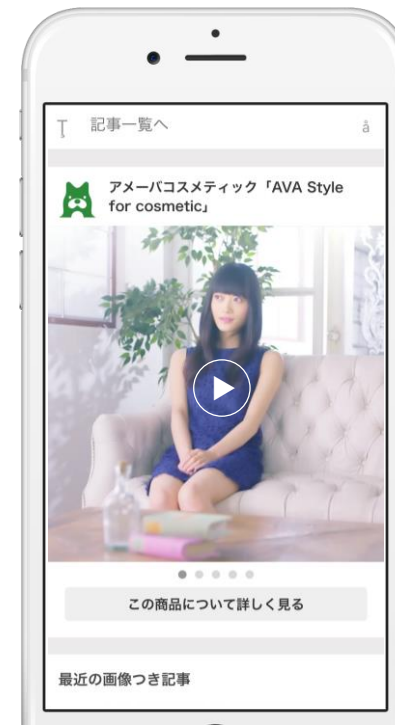 Ţ 記事一覧へ å
アメーバコスメティック「AVA Style
for cosmetic」
この商品について詳しく見る
最近の画像つき記事